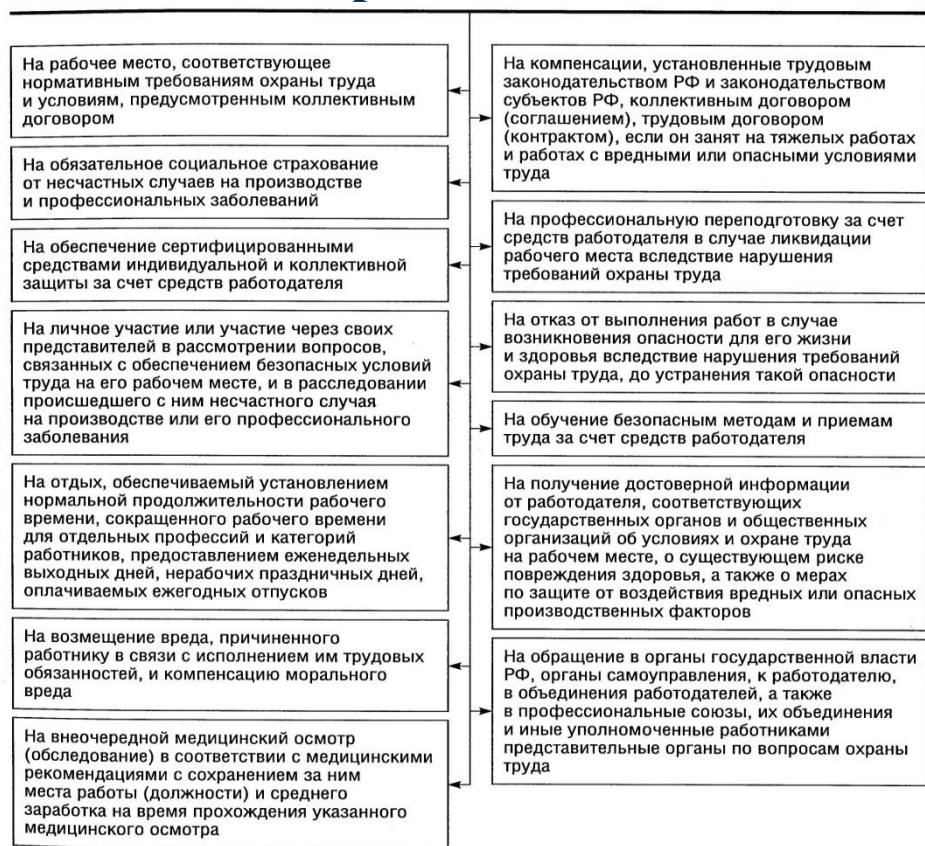 На рабочее место, соответствующее
нормативным требованиям охраны труда
и условиям, предусмотренным коллективным
договором
На обязательное социальное страхование
от несчастных случаев на производстве
и профессиональных заболеваний
На обеспечение сертифицированными
средствами индивидуальной и коллективной
защиты за счет средств работодателя
На личное участие или участие через своих
представителей в рассмотрении вопросов,
связанных с обеспечением безопасных условий
труда на его рабочем месте, и в расследовании
происшедшего с ним несчастного случая
на производстве или его профессионального
заболевания
На отдых, обеспечиваемый установлением
нормальной продолжительности рабочего
времени, сокращенного рабочего времени
для отдельных профессий и категорий
работников, предоставлением еженедельных
выходных дней, нерабочих праздничных дней,
оплачиваемых ежегодных отпусков
На возмещение вреда, причиненного
работнику в связи с исполнением им трудовых
обязанностей, и компенсацию морального
вреда
На внеочередной медицинский осмотр
(обследование) в соответствии с медицинскими
рекомендациями с сохранением за ним
места работы (должности) и среднего
заработка на время прохождения указанного
медицинского осмотра
На компенсации, установленные трудовым
законодательством РФ и законодательством
субъектов РФ, коллективным договором
(соглашением), трудовым договором
(контрактом), если он занят на тяжелых работах
и работах с вредными или опасными условиями
труда
На профессиональную переподготовку за счет
средств работодателя в случае ликвидации
рабочего места вследствие нарушения
требований охраны труда
На отказ от выполнения работ в случае
возникновения опасности для его жизни
и здоровья вследствие нарушения требований
охраны труда, до устранения такой опасности
На обучение безопасным методам и приемам
труда за счет средств работодателя
На получение достоверной информации
от работодателя, соответствующих
государственных органов и общественных
организаций об условиях и охране труда
на рабочем месте, о существующем риске
повреждения здоровья, а также о мерах
по защите от воздействия вредных или опасных
производственных факторов
На обращение в органы государственной власти
РФ, органы самоуправления, к работодателю,
в объединения работодателей, а также
в профессиональные союзы, их объединения
и иные уполномоченные работниками
представительные органы по вопросам охраны
труда